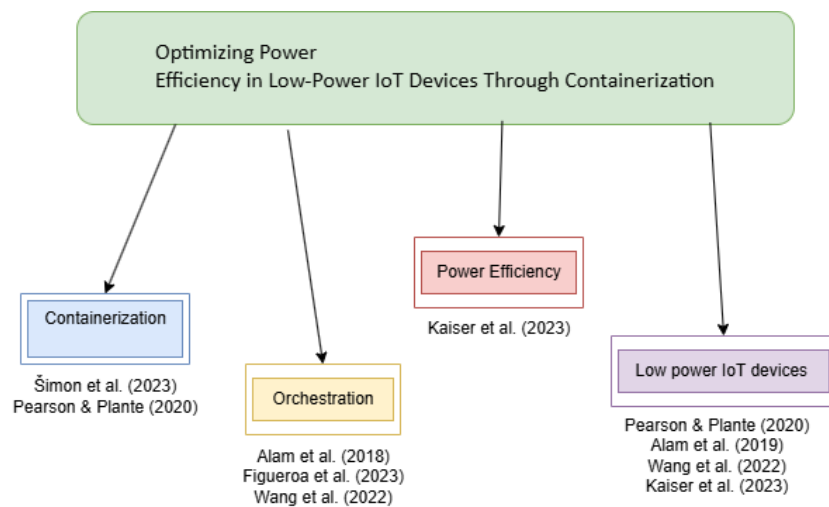 Optimizing Power
Efficiency in Low-Power IoT Devices Through Containerization
Containerization
Šimon et al. (2023)
Pearson & Plante (2020)
Orchestration
Alam et al. (2018)
Figueroa et al. (2023)
Wang et al. (2022)
Power Efficiency
Kaiser et al. (2023)
Low power IoT devices
Pearson & Plante (2020)
Alam et al. (2019)
Wang et al. (2022)
Kaiser et al. (2023)